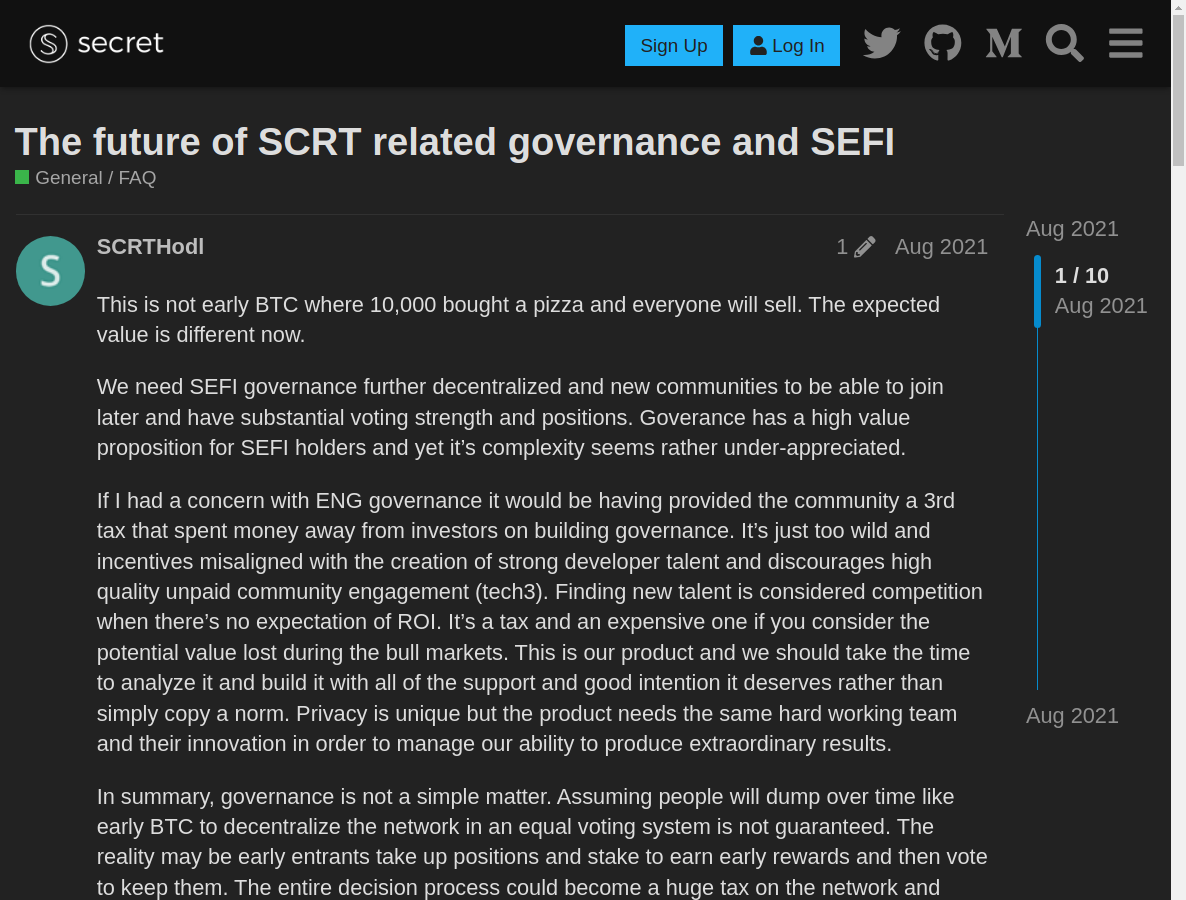 secret
Sign Up
Log In
The future of SCRT related governance and SEFI
General / FAQ
SCRTHodl
1
Aug 2021
This is not early BTC where 10,000 bought a pizza and everyone will sell. The expected
value is different now.
We need SEFI governance further decentralized and new communities to be able to join
later and have substantial voting strength and positions. Goverance has a high value
proposition for SEFI holders and yet it’s complexity seems rather under-appreciated.
If I had a concern with ENG governance it would be having provided the community a 3rd
tax that spent money away from investors on building governance. It’s just too wild and
incentives misaligned with the creation of strong developer talent and discourages high
quality unpaid community engagement (tech3). Finding new talent is considered competition
when there’s no expectation of ROI. It’s a tax and an expensive one if you consider the
potential value lost during the bull markets. This is our product and we should take the time
to analyze it and build it with all of the support and good intention it deserves rather than
simply copy a norm. Privacy is unique but the product needs the same hard working team
and their innovation in order to manage our ability to produce extraordinary results.
In summary, governance is not a simple matter. Assuming people will dump over time like
early BTC to decentralize the network in an equal voting system is not guaranteed. The
reality may be early entrants take up positions and stake to earn early rewards and then vote
to keep them. The entire decision process could become a huge tax on the network and
Aug 2021
1 / 10
Aug 2021
Aug 2021